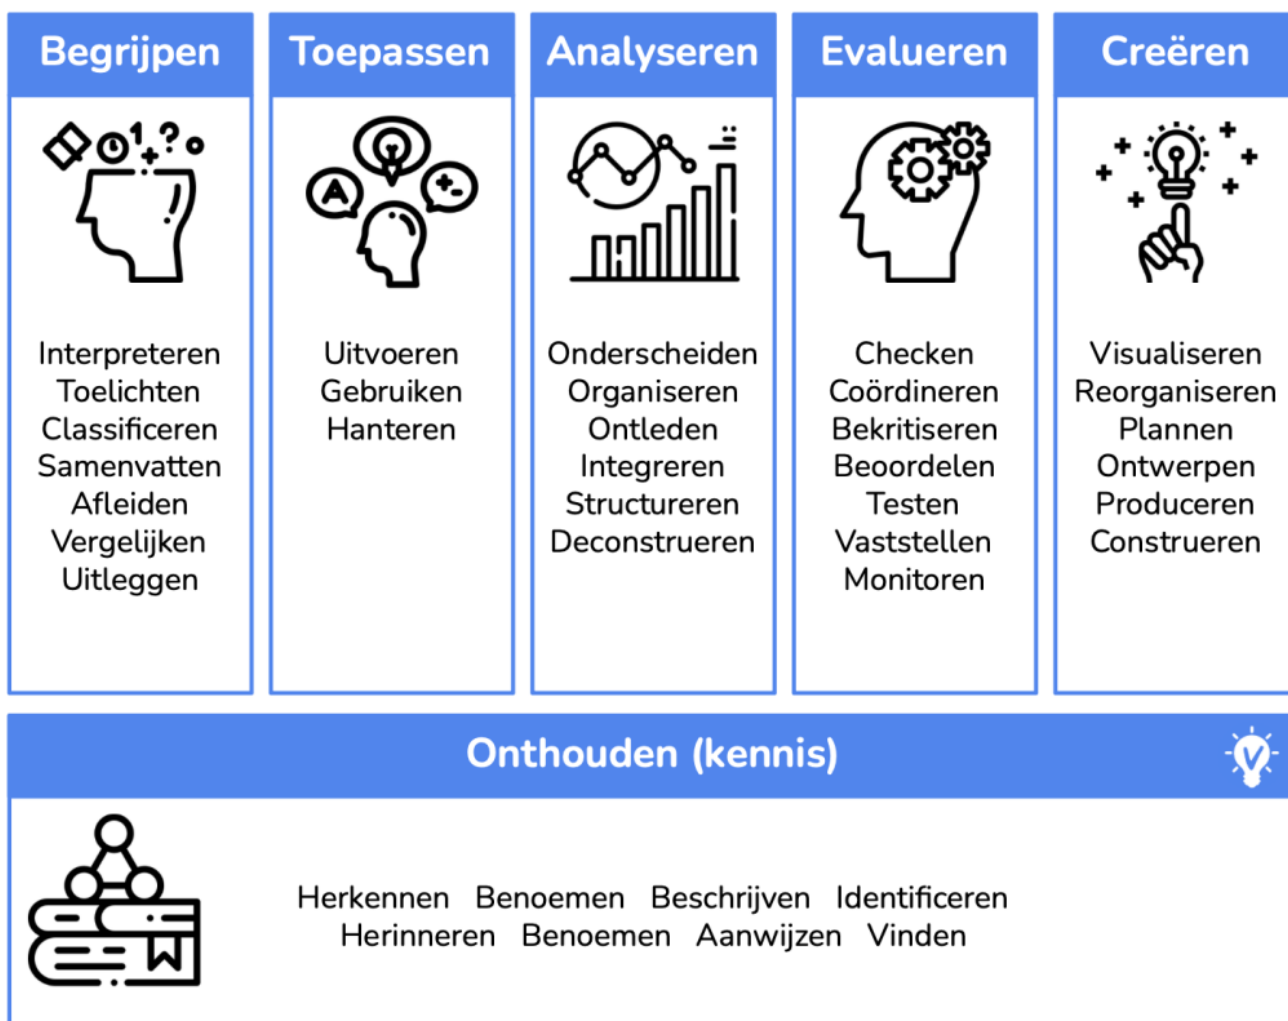 Begrijpen
Interpreteren
Toelichten
Classificeren
Samenvatten
Afleiden
Vergelijken
Uitleggen
Toepassen
A
Uitvoeren
Gebruiken
Hanteren
Analyseren
Onderscheiden
Organiseren
Ontleden
Integreren
Structureren
Deconstrueren
Evalueren
Checken
Coördineren
Bekritiseren
Beoordelen
Testen
Vaststellen
Monitoren
Creëren
Visualiseren
Reorganiseren
Plannen
Ontwerpen
Produceren
Construeren
Onthouden (kennis)
Herkennen Benoemen Beschrijven Identificeren
Herinneren Benoemen Aanwijzen Vinden